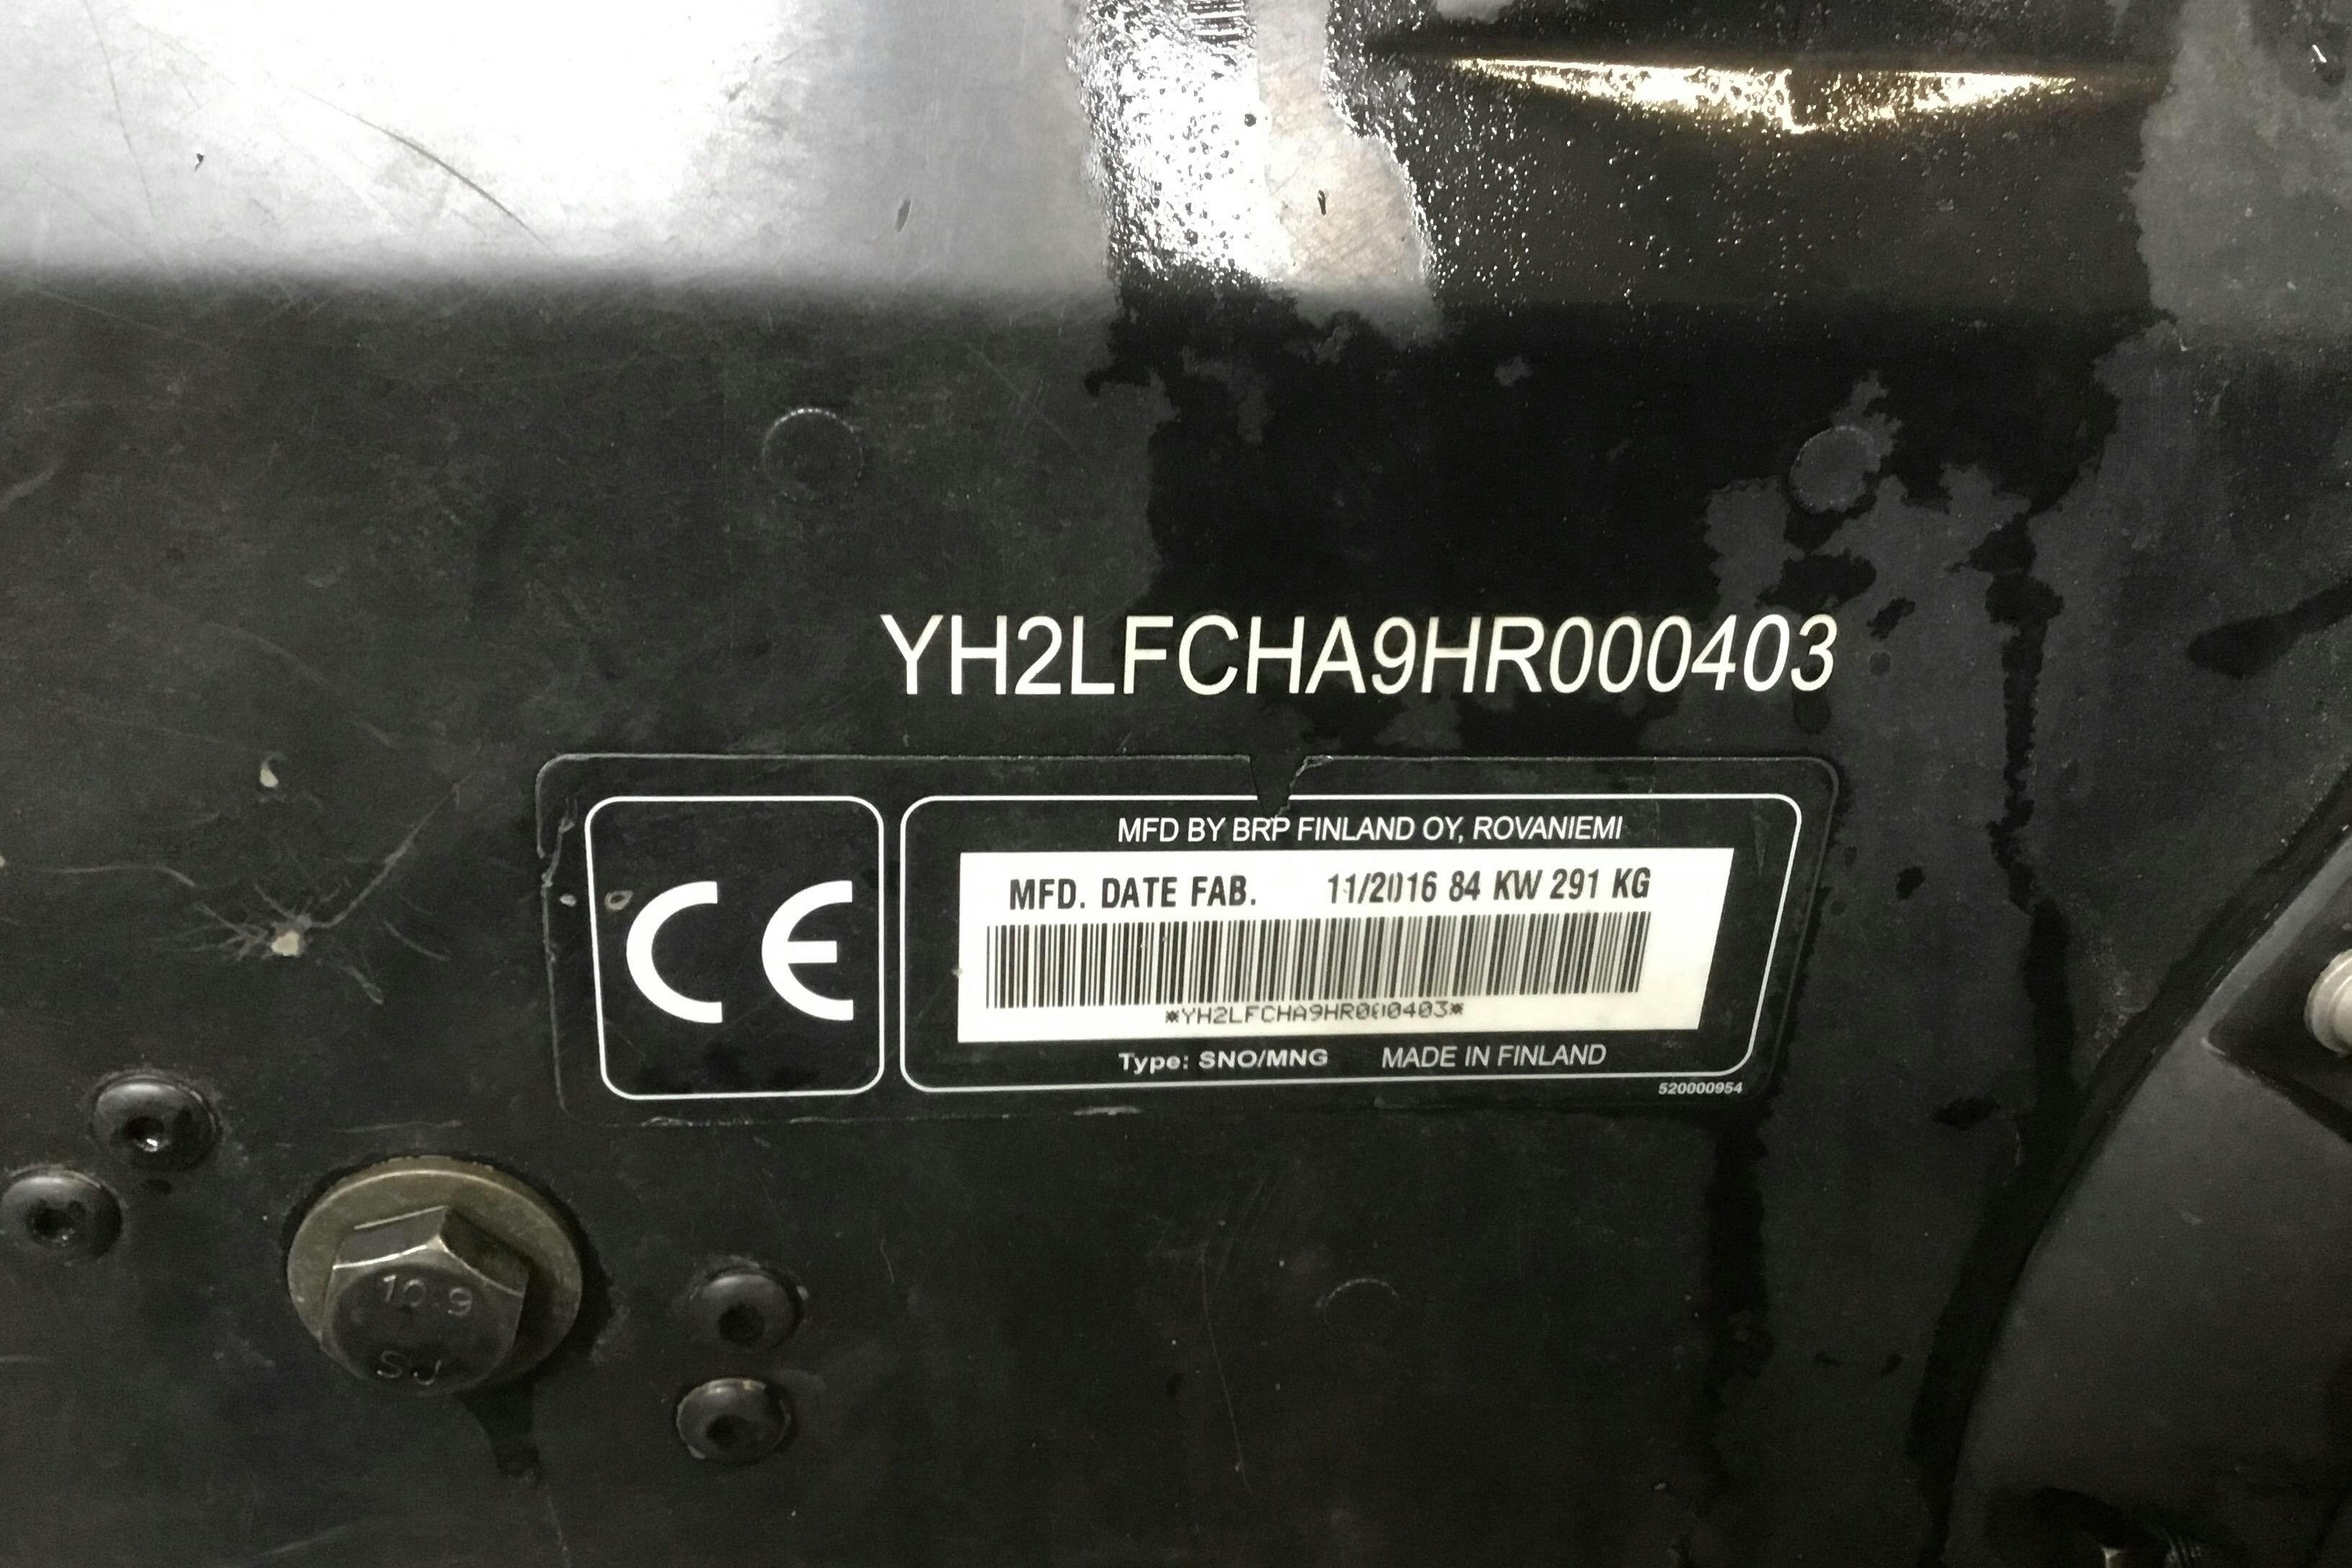 YH2LFCHA9HR000403
MFD BY BRP FINLAND OY, ROVANIEMI
MFD. DATE FAB. 11/2016 84 KW 291 KG
CE
*YH2LFCHA9HR000403*
Type: SNO/MNG MADE IN FINLAND
520000954
10.9
SJ